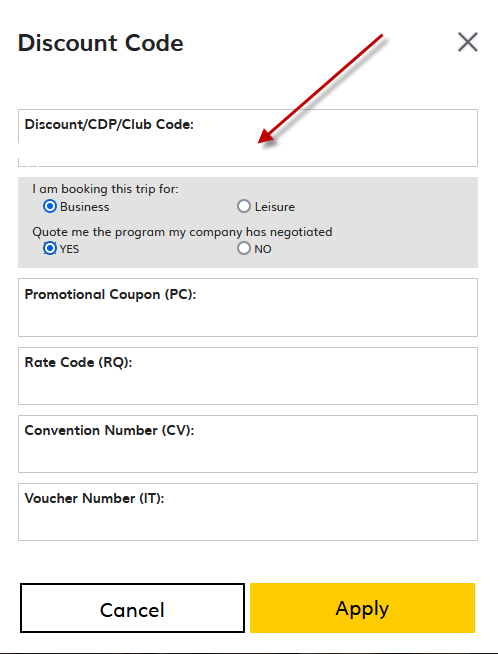 Discount Code
Discount/CDP/Club Code:
I am booking this trip for:
Business Leisure
Quote me the program my company has negotiated
YES NO
Promotional Coupon (PC):
Rate Code (RQ):
Convention Number (CV):
Voucher Number (IT):
Cancel Apply